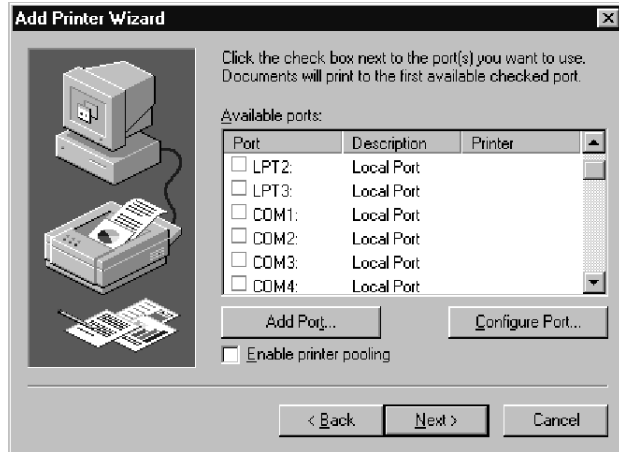 Add Printer Wizard
Click the check box next to the port(s) you want to use.
Documents will print to the first available checked port.
Available ports:
Port Description Printer
LPT2: Local Port
LPT3: Local Port
COM1: Local Port
COM2: Local Port
COM3: Local Port
COM4: Local Port
Add Port... Configure Port...
Enable printer pooling
< Back Next > Cancel